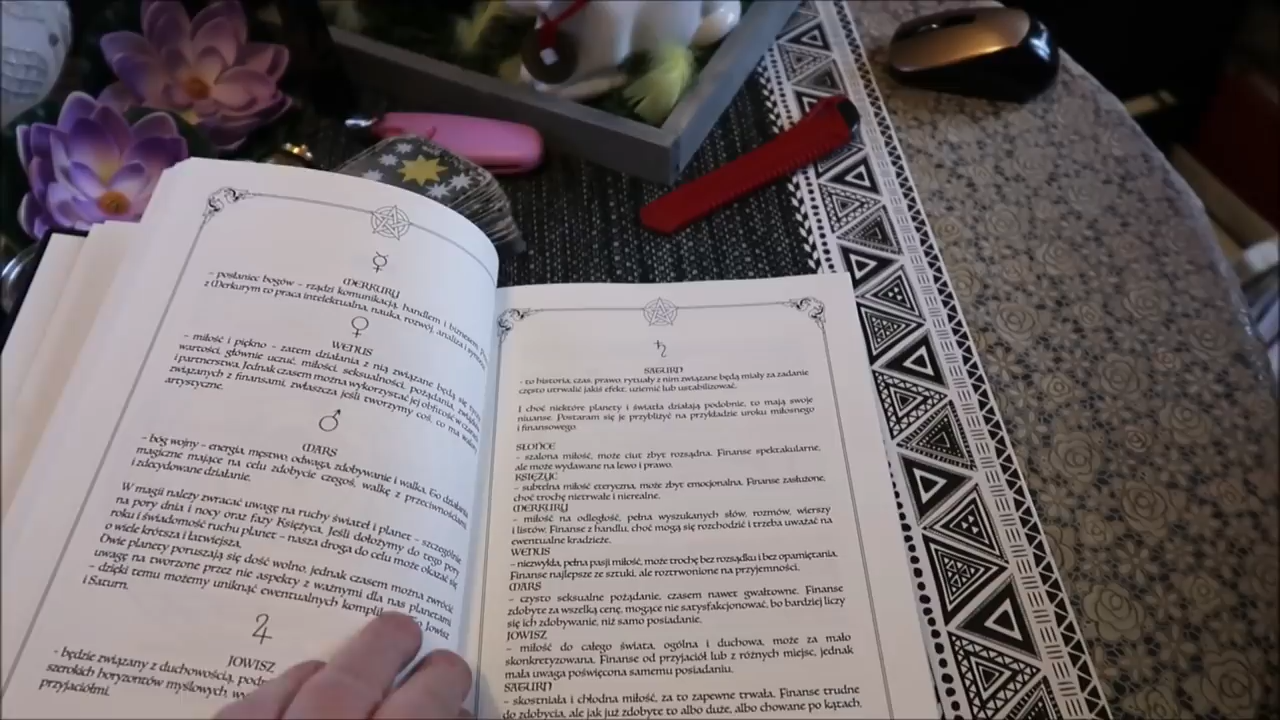 MERKURY
- posłaniec bogów - rządzi komunikacją, handlem i biznesem.
z Merkurym to praca intelektualna, nauka, rozwój, analiza i
WENUS
- miłość i piękno - zatem działania z nią związane będą się
wartości, głównie uczuć, miłości, seksualności, pożądania,
i partnerstwa. Jednak czasem można wykorzystać jej obfitość w
związanych z finansami, zwłaszcza jeśli tworzymy coś, co ma
artystyczne.
MARS
- bóg wojny - energia, męstwo, odwaga, zdobywanie i walka. To działania
magiczne mające na celu zdobycie czegoś, walkę z przeciwnościami
i zdecydowane działanie.
W magii należy zwracać uwagę na ruchy świateł i planet - szczególnie
na pory dnia i nocy oraz fazy Księżyca. Jeśli dołożymy do tego pory
roku i świadomość ruchu planet - nasza droga do celu może okazać się
o wiele krótsza i łatwiejsza.
Dwie planety poruszają się dość wolno, jednak czasem można zwrócić
uwagę na tworzone przez nie aspekty z ważnymi dla nas planetami
- dzięki temu możemy uniknąć ewentualnych Jowisz
i Saturn.
JOWISZ
- będzie związany z duchowością,
szerokich horyzontów myślowych,
przyjaciółmi.
SATURN
- to historia, czas, prawo, rytuały z nim związane będą miały za zadanie
często utrwalić jakiś efekt, uziemić lub ustabilizować.
I choć niektóre planety i światła działają podobnie, to mają swoje
niuanse. Postaram się je przybliżyć na przykładzie uroku miłosnego
i finansowego.
SŁOŃCE
- szalona miłość, może ciut zbyt rozsądna. Finanse spektakularne,
ale może wydawane na lewo i prawo.
KSIĘŻYC
- subtelna miłość eteryczna, może zbyt emocjonalna. Finanse zasłużone,
choć trochę nietrwałe i nierealne.
MERKURY
- miłość na odległość, pełna wyszukanych słów, rozmów, wierszy
i listów. Finanse z handlu, choć mogą się rozchodzić i trzeba uważać na
ewentualne kradzieże.
WENUS
- niezwykła, pełna pasji miłość, może trochę bez rozsądku i bez opamiętania.
Finanse najlepsze ze sztuki, ale roztrwonione na przyjemności.
MARS
- czysto seksualne pożądanie, czasem nawet gwałtowne. Finanse
zdobyte za wszelką cenę, mogące nie satysfakcjonować, bo bardziej liczy
się ich zdobywanie, niż samo posiadanie.
JOWISZ
- miłość do całego świata, ogólna i duchowa, może za mało
skonkretyzowana. Finanse od przyjaciół lub z różnych miejsc, jednak
mała uwaga poświęcona samemu posiadaniu.
SATURN
- skostniała i chłodna miłość, za to zapewne trwała. Finanse trudne
do zdobycia, ale jak już zdobyte to albo duże, albo chowane po kątach.